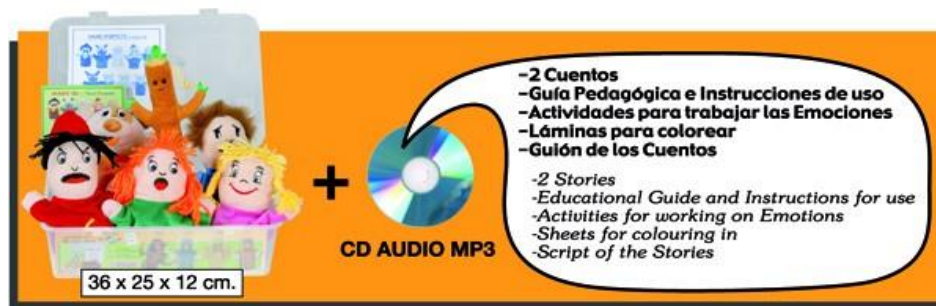 -2 Cuentos
-Guía Pedagógica e Instrucciones de uso
-Actividades para trabajar las Emociones
-Láminas para colorear
-Guión de los Cuentos
-2 Stories
-Educational Guide and Instructions for use
-Activities for working on Emotions
-Sheets for colouring in
-Script of the Stories
+
CD AUDIO MP3
36 x 25 x 12 cm.